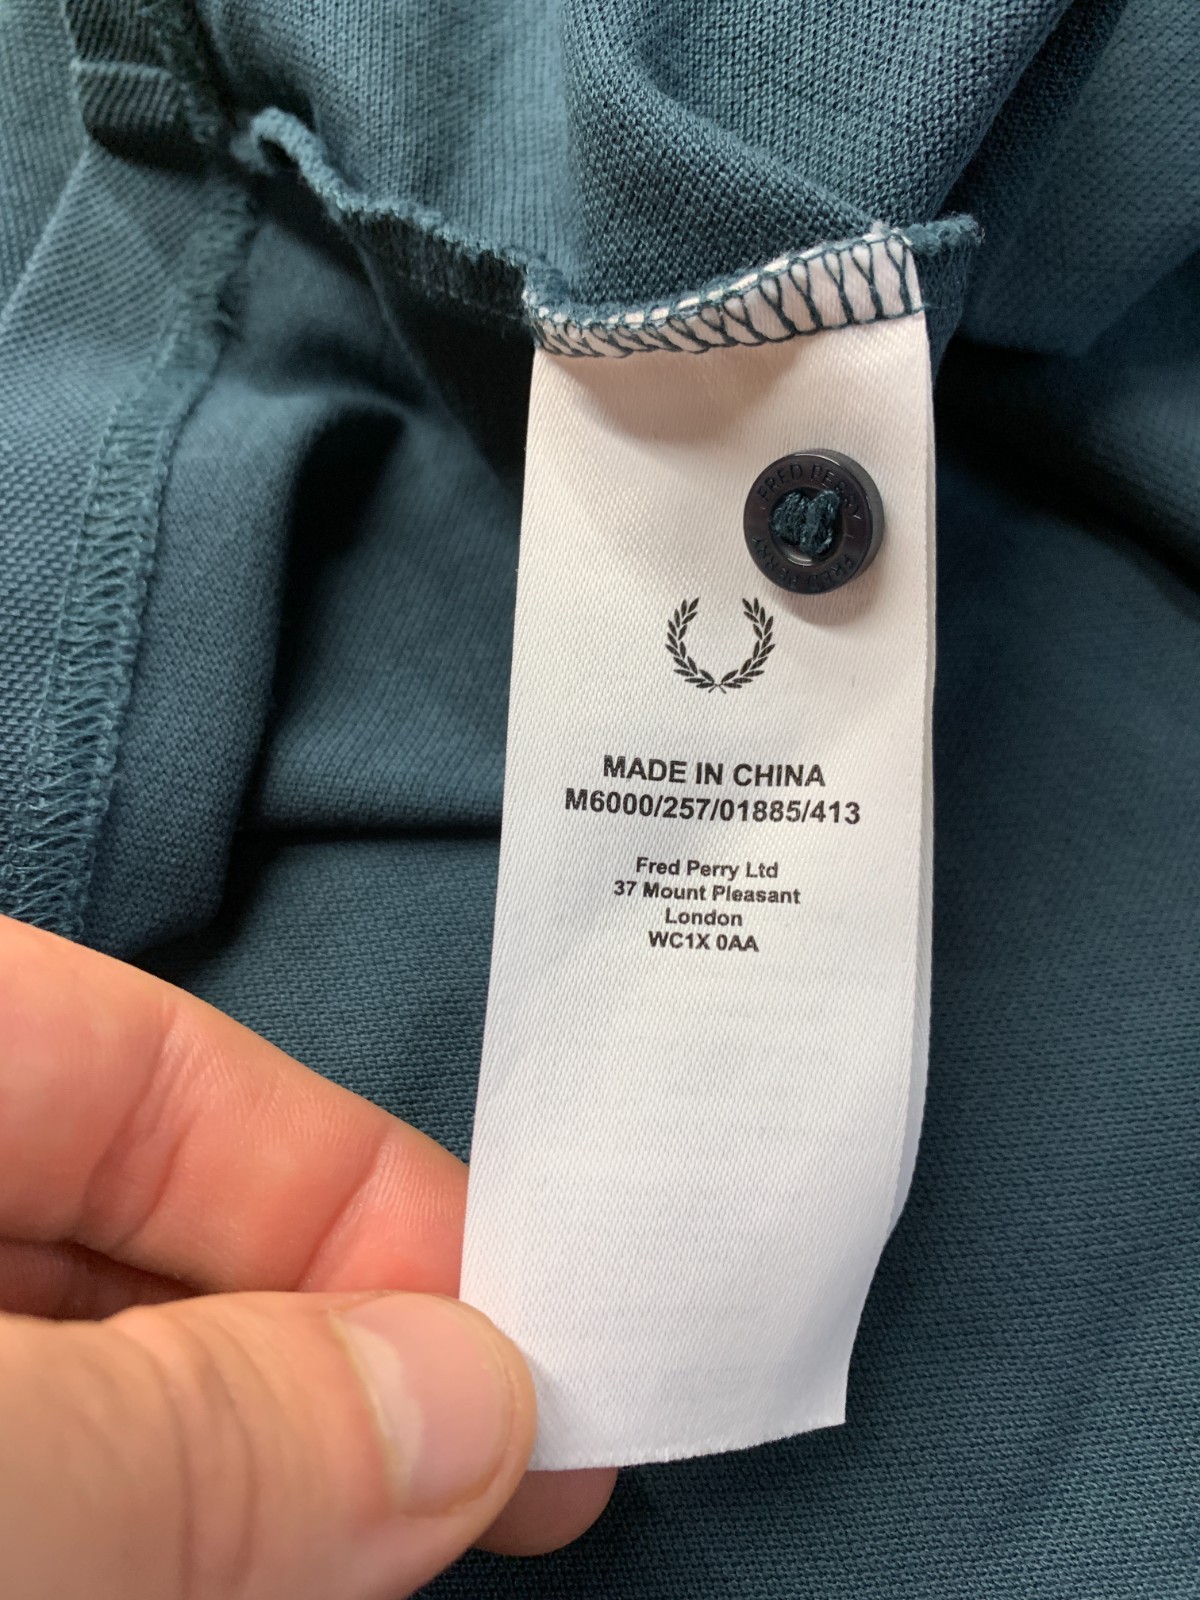 FRED PERRY FRED PERRY
MADE IN CHINA
M6000/257/01885/413
Fred Perry Ltd
37 Mount Pleasant
London
WC1X 0AA